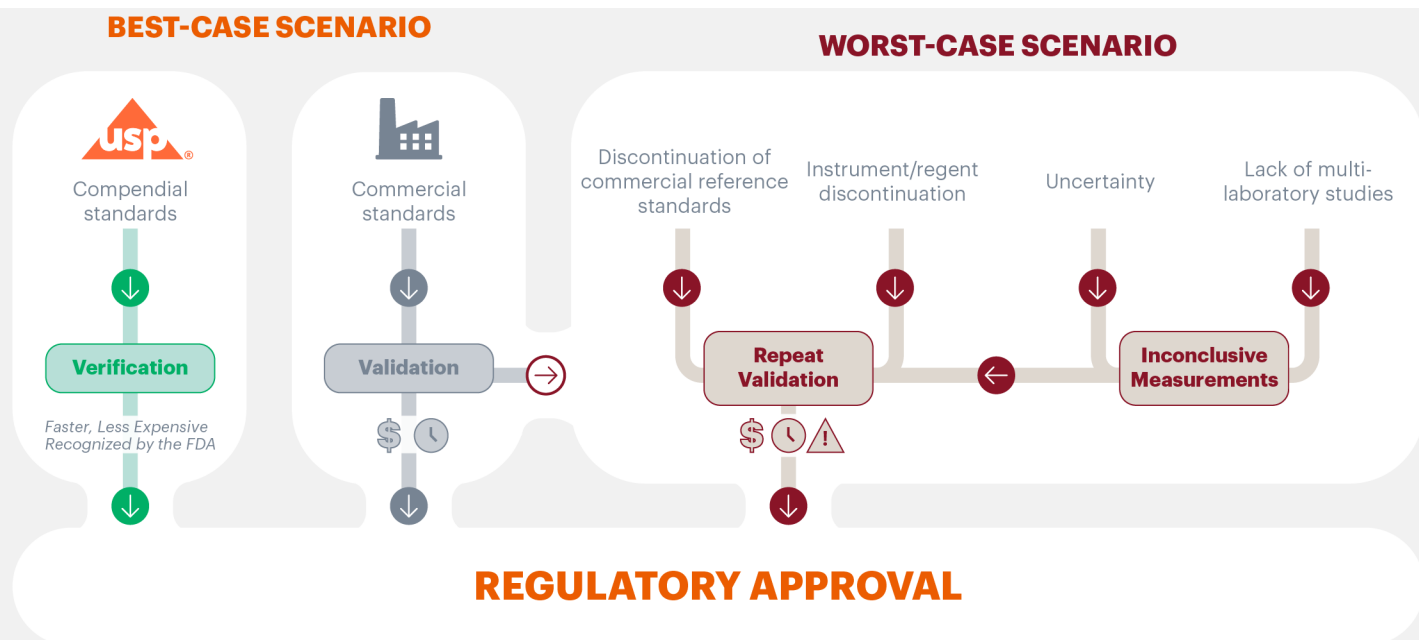 BEST-CASE SCENARIO
usp®
Compendial
standards
Verification
Faster, Less Expensive
Recognized by the FDA
Commercial
standards
Validation
$
WORST-CASE SCENARIO
Discontinuation of
commercial reference
standards
Instrument/regent
discontinuation
Uncertainty
Lack of multi-
laboratory studies
Repeat
Validation
Inconclusive
Measurements
$ !
REGULATORY APPROVAL